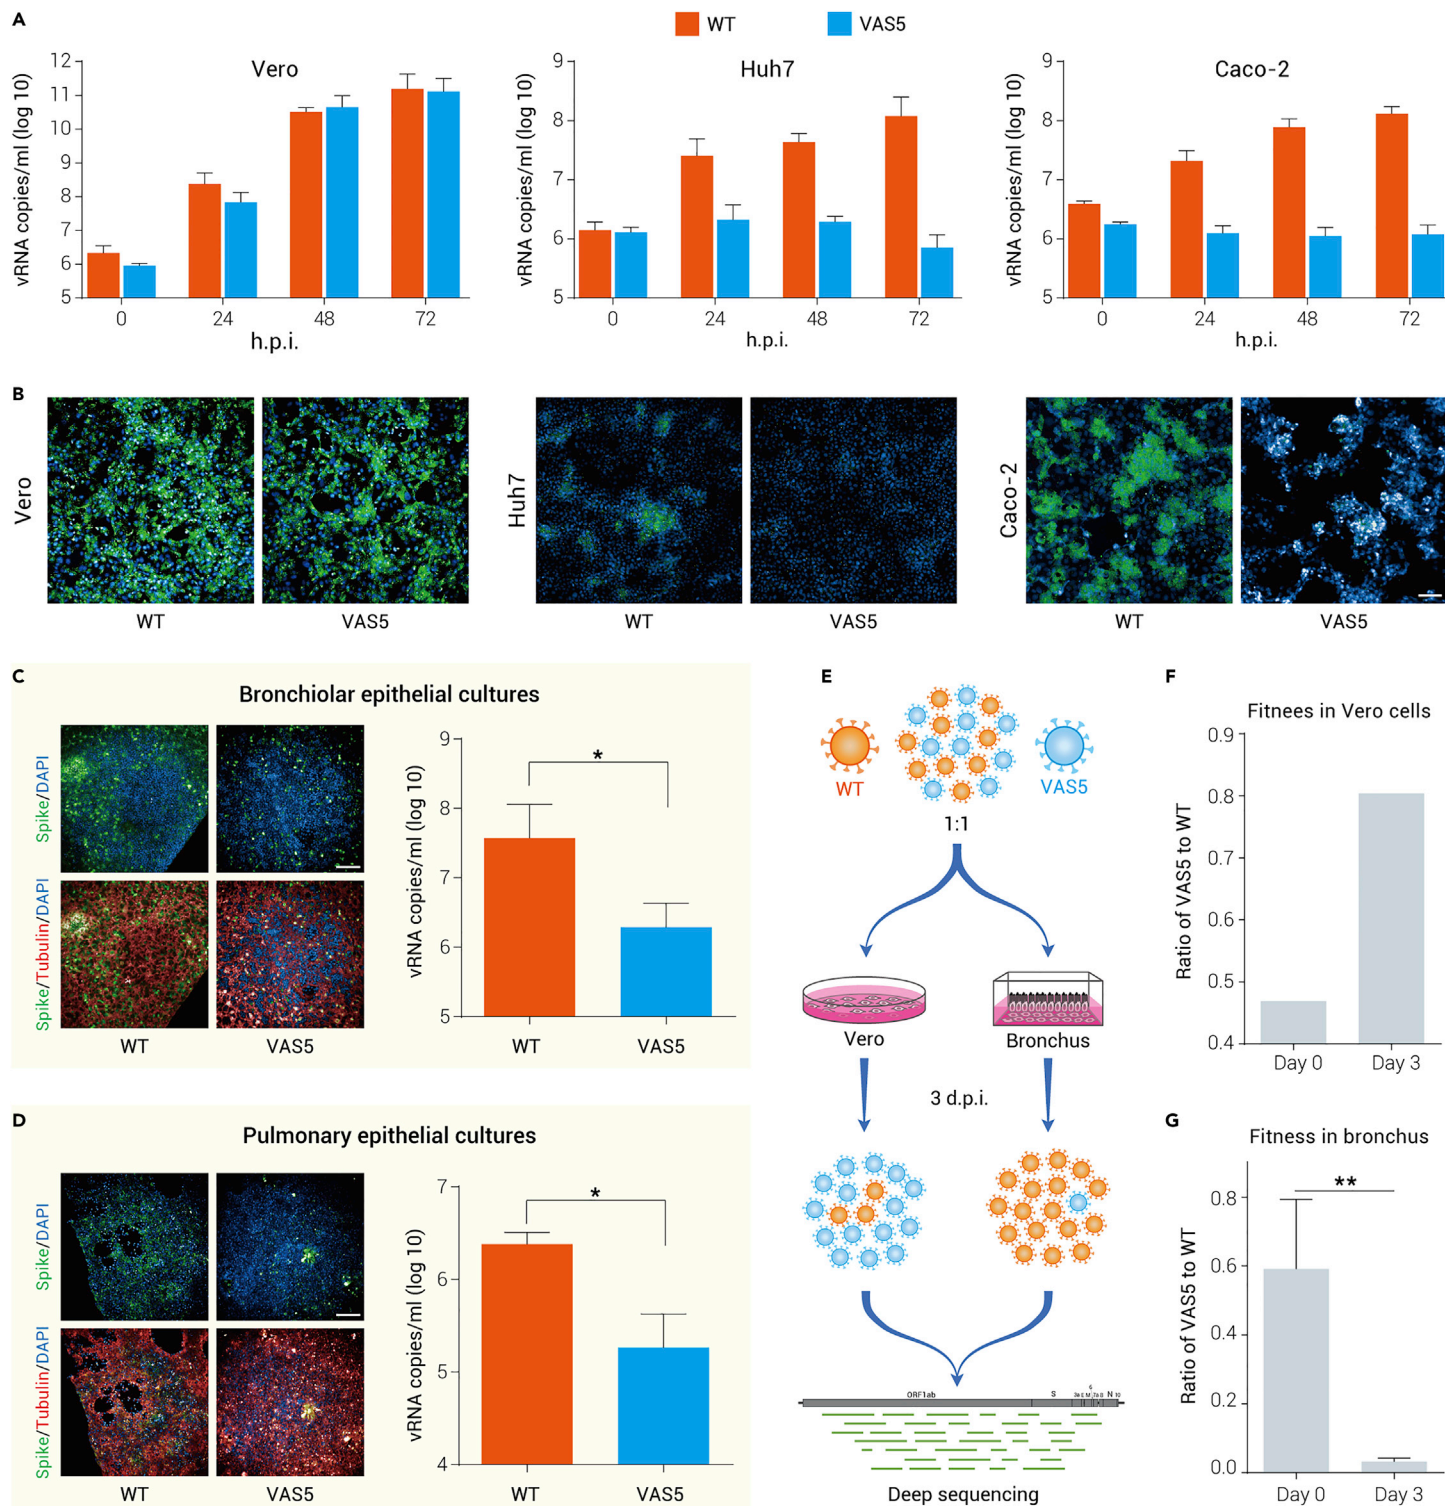 A
WT
VAS5
Vero
vRNA copies/ml (log 10)
12
11
10
9
8
7
6
5
0
24
48
72
h.p.i.
Huh7
vRNA copies/ml (log 10)
9
8
7
6
5
0
24
48
72
h.p.i.
Caco-2
vRNA copies/ml (log 10)
9
8
7
6
5
0
24
48
72
h.p.i.
B
Vero
WT
VAS5
Huh7
WT
VAS5
Caco-2
WT
VAS5
C
Bronchiolar epithelial cultures
Spike/DAPI
Spike/Tubulin/DAPI
WT
VAS5
vRNA copies/ml (log 10)
9
8
7
6
5
*
WT
VAS5
D
Pulmonary epithelial cultures
Spike/DAPI
Spike/Tubulin/DAPI
WT
VAS5
vRNA copies/ml (log 10)
7
6
5
4
*
WT
VAS5
E
WT
VAS5
1:1
Vero
Bronchus
3 d.p.i.
ORF1ab
S
3a E M
6
7a 8
N 10
Deep sequencing
F
Fitnees in Vero cells
Ratio of VAS5 to WT
0.9
0.8
0.7
0.6
0.5
0.4
Day 0
Day 3
G
Fitness in bronchus
Ratio of VAS5 to WT
0.8
0.6
0.4
0.2
0.0
**
Day 0
Day 3